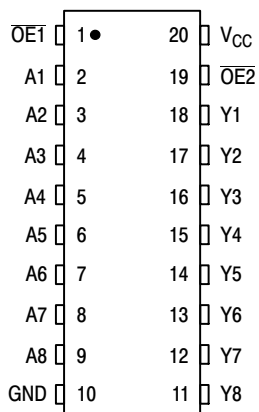 O̅E̅1̅ 1 20 VCC
A1 2 19 O̅E̅2̅
A2 3 18 Y1
A3 4 17 Y2
A4 5 16 Y3
A5 6 15 Y4
A6 7 14 Y5
A7 8 13 Y6
A8 9 12 Y7
GND 10 11 Y8